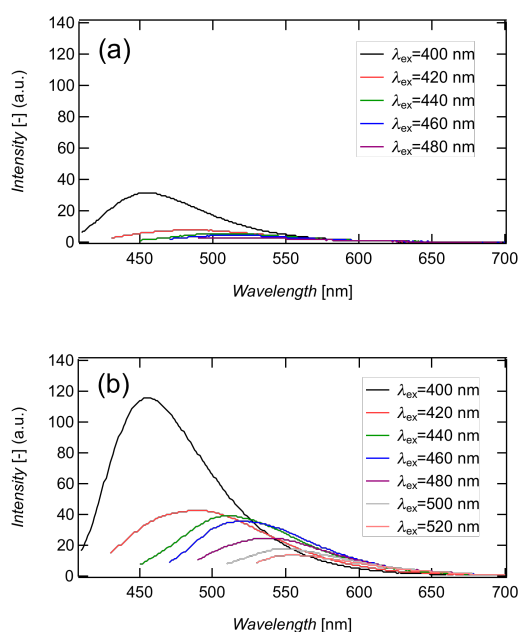 140
(a)
120
100
80
60
40
20
0
Intensity [-] (a.u.)
λex=400 nm
λex=420 nm
λex=440 nm
λex=460 nm
λex=480 nm
450 500 550 600 650 700
Wavelength [nm]
140
(b)
120
100
80
60
40
20
0
Intensity [-] (a.u.)
λex=400 nm
λex=420 nm
λex=440 nm
λex=460 nm
λex=480 nm
λex=500 nm
λex=520 nm
450 500 550 600 650 700
Wavelength [nm]